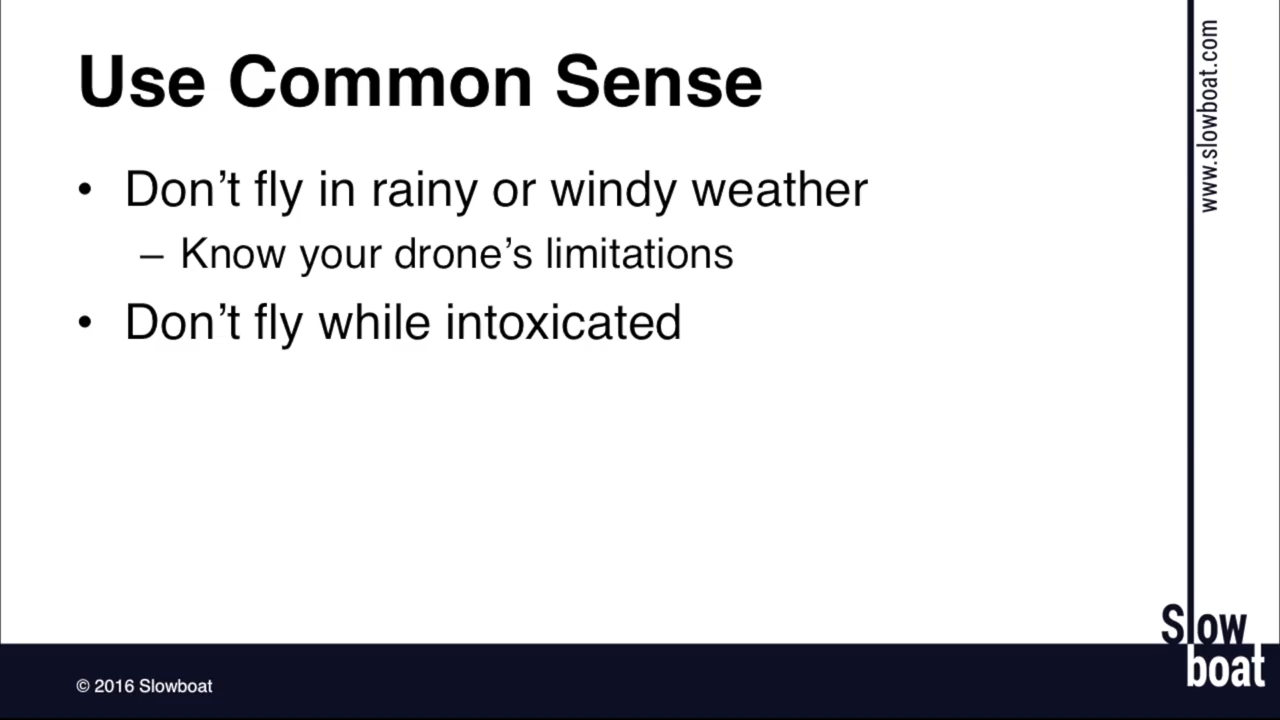 Use Common Sense
• Don’t fly in rainy or windy weather
– Know your drone’s limitations
• Don’t fly while intoxicated
www.slowboat.com
© 2016 Slowboat
Slow
boat